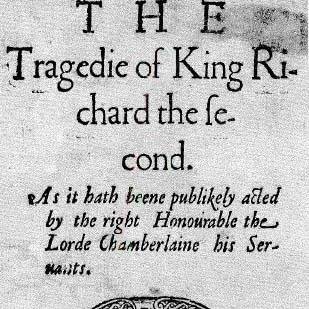 THE
Tragedie of King Ri-
chard the ſe-
cond.
As it hath beene publikely acted
by the right Honourable the
Lorde Chamberlaine his Ser-
uants.